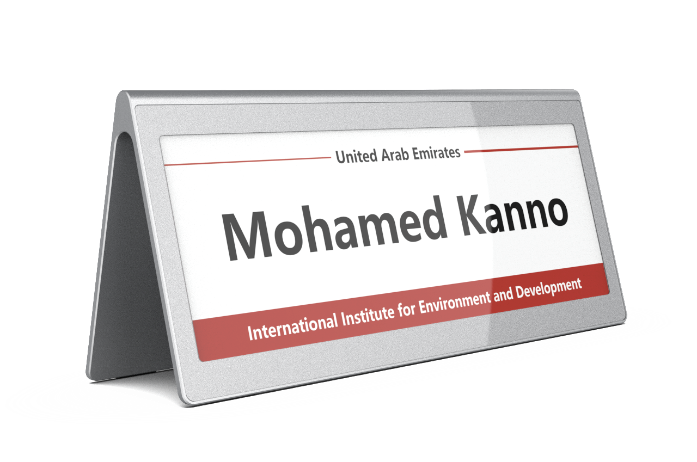 United Arab Emirates
Mohamed Kanno
International Institute for Environment and Development